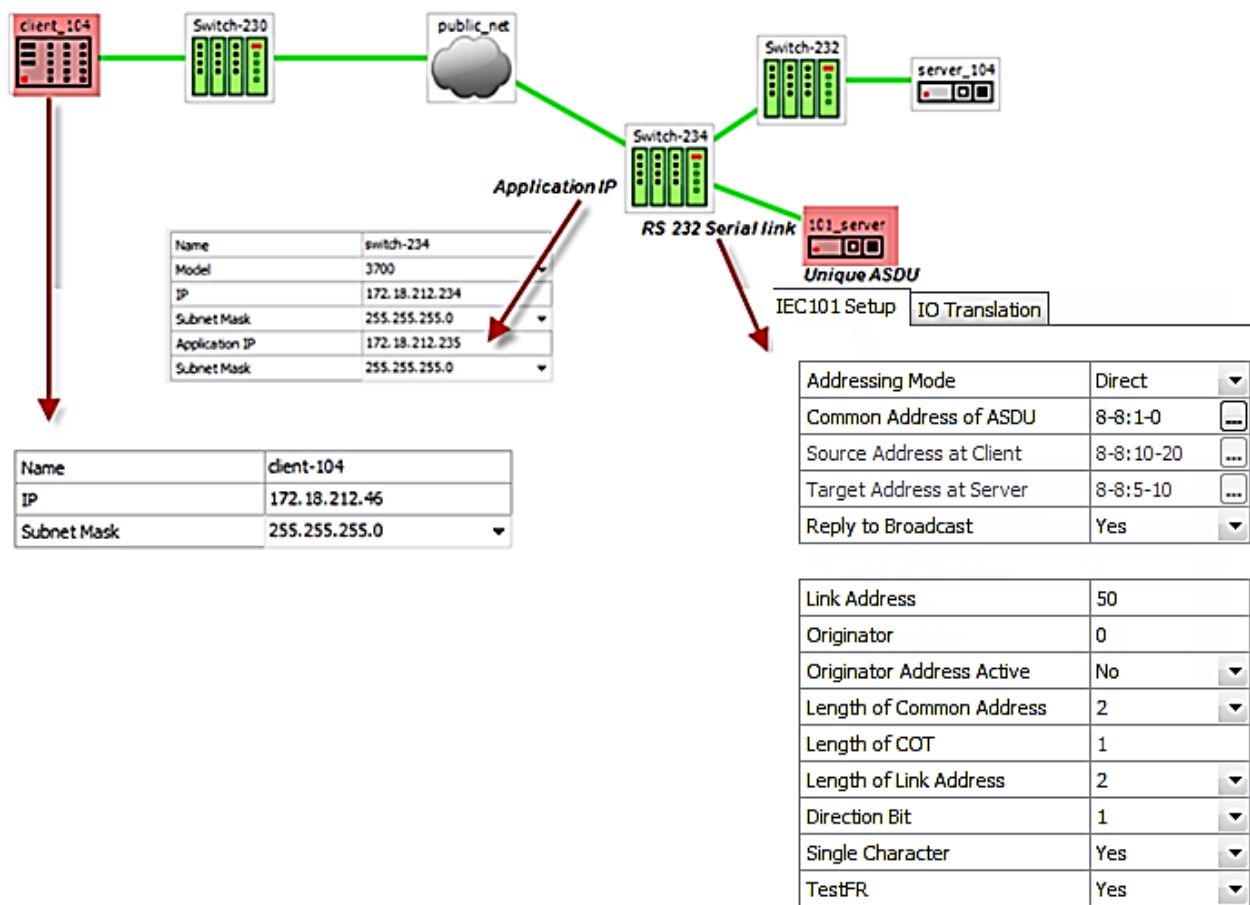 client_104
Switch-230
public_net
Switch-232
server_104
Switch-234
Application IP
RS 232 Serial link
101_server
Unique ASDU
Name switch-234
Model 3700
IP 172.18.212.234
Subnet Mask 255.255.255.0
Application IP 172.18.212.235
Subnet Mask 255.255.255.0
IEC101 Setup IO Translation
Addressing Mode Direct
Common Address of ASDU 8-8:1-0 ...
Source Address at Client 8-8:10-20 ...
Target Address at Server 8-8:5-10 ...
Reply to Broadcast Yes
Name client-104
IP 172.18.212.46
Subnet Mask 255.255.255.0
Link Address 50
Originator 0
Originator Address Active No
Length of Common Address 2
Length of COT 1
Length of Link Address 2
Direction Bit 1
Single Character Yes
TestFR Yes